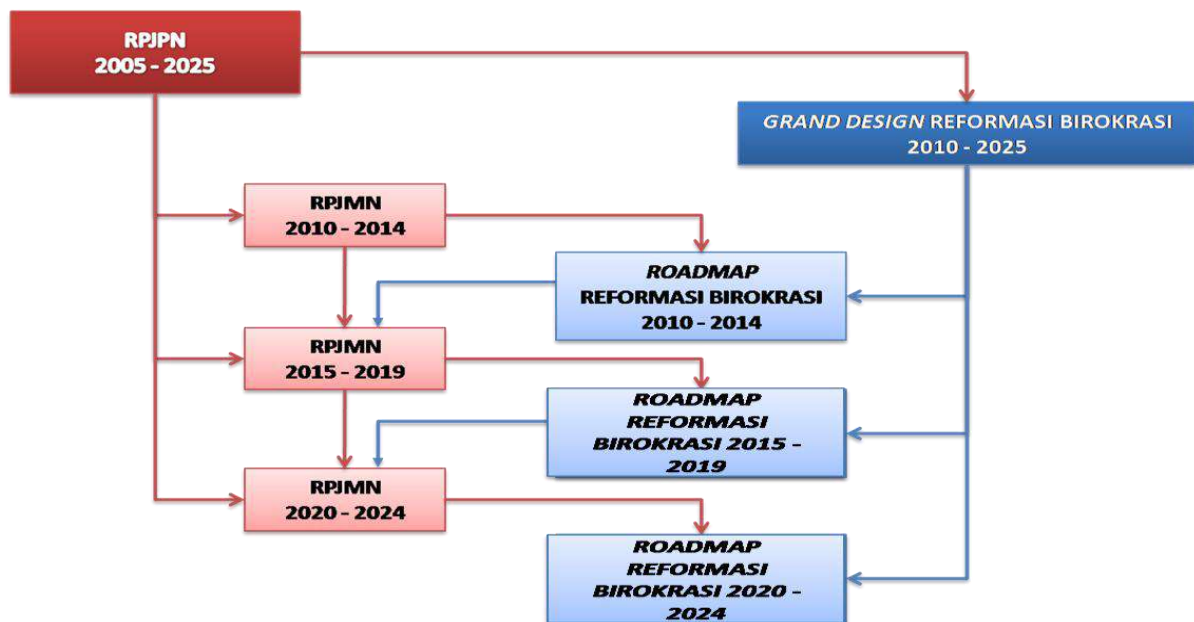 RPJPN
2005 - 2025
GRAND DESIGN REFORMASI BIROKRASI
2010 - 2025
RPJMN
2010 - 2014
ROADMAP
REFORMASI BIROKRASI
2010 - 2014
RPJMN
2015 - 2019
ROADMAP
REFORMASI
BIROKRASI 2015 -
2019
RPJMN
2020 - 2024
ROADMAP
REFORMASI
BIROKRASI 2020 -
2024